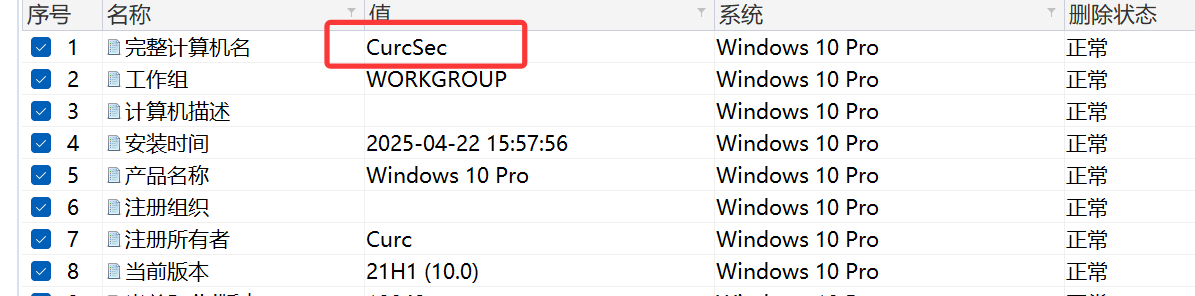 序号 名称 值 系统 删除状态
1 完整计算机名 CurcSec Windows 10 Pro 正常
2 工作组 WORKGROUP Windows 10 Pro 正常
3 计算机描述 Windows 10 Pro 正常
4 安装时间 2025-04-22 15:57:56 Windows 10 Pro 正常
5 产品名称 Windows 10 Pro Windows 10 Pro 正常
6 注册组织 Windows 10 Pro 正常
7 注册所有者 Curc Windows 10 Pro 正常
8 当前版本 21H1 (10.0) Windows 10 Pro 正常